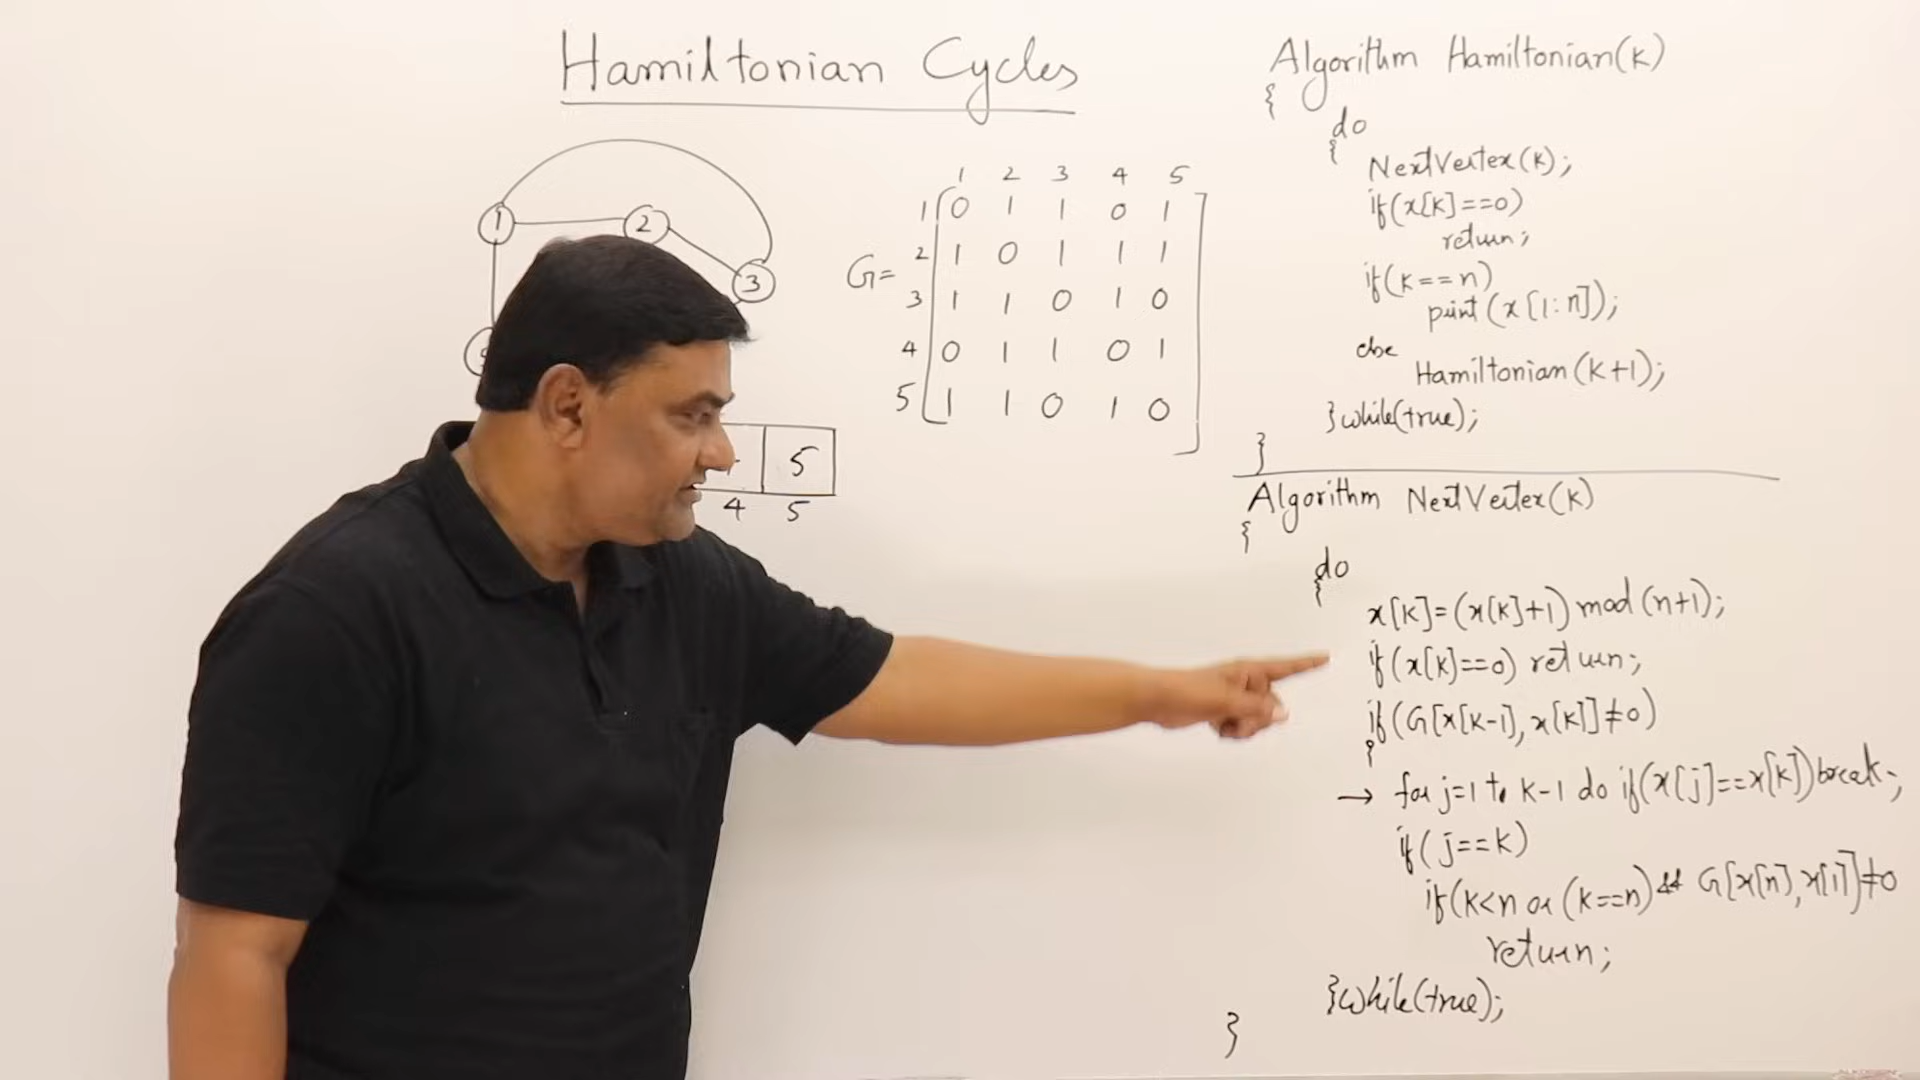 Hamiltonian Cycles
1
2
3
1 2 3 4 5
G=
1 0 1 1 0 1
2 1 0 1 1 1
3 1 1 0 1 0
4 0 1 1 0 1
5 1 1 0 1 0
5
4 5
Algorithm Hamiltonian(k)
{
do
{
NextVertex(k);
if(x[k]==0)
return;
if(k==n)
print(x[1:n]);
else
Hamiltonian(k+1);
}while(true);
}
Algorithm NextVertex(k)
{
do
{
x[k]=(x[k]+1) mod (n+1);
if(x[k]==0) return;
if(G[x[k-1], x[k]]≠0)
{
→ for j=1 to k-1 do if(x[j]==x[k]) break;
if(j==k)
if(k<n or (k==n) && G[x[n], x[1]]≠0
return;
}while(true);
}